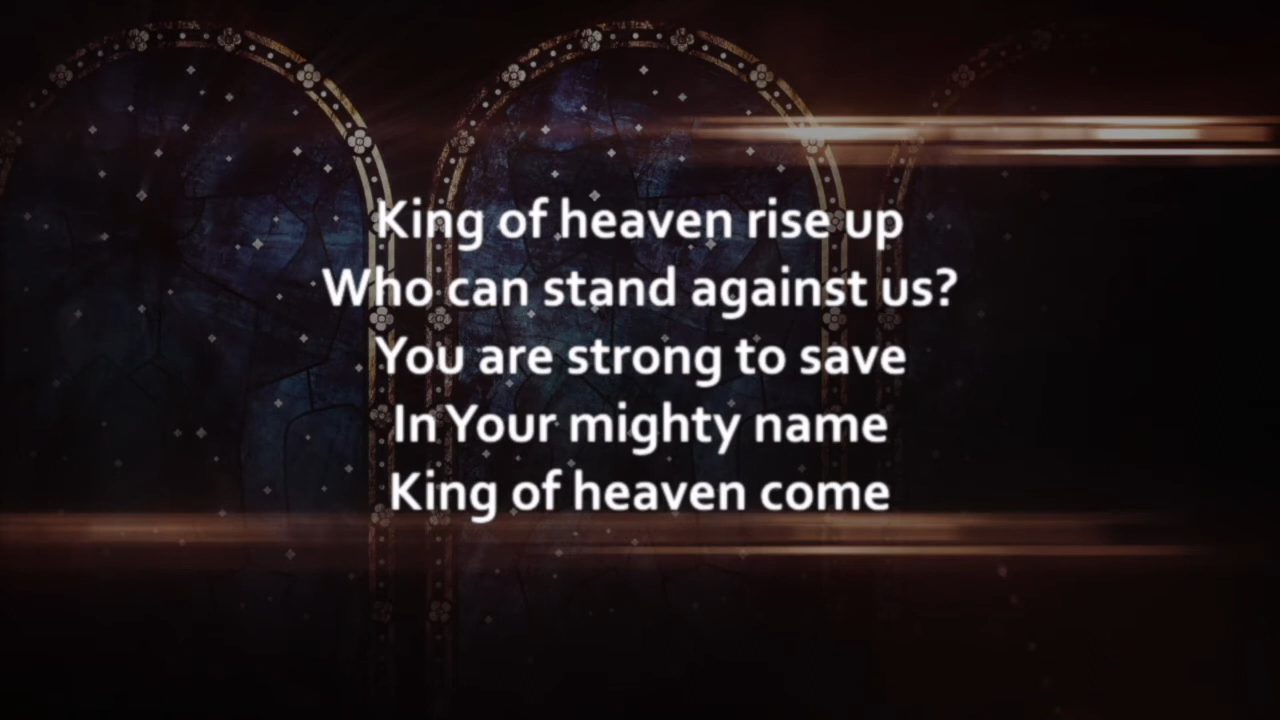 King of heaven rise up
Who can stand against us?
You are strong to save
In Your mighty name
King of heaven come